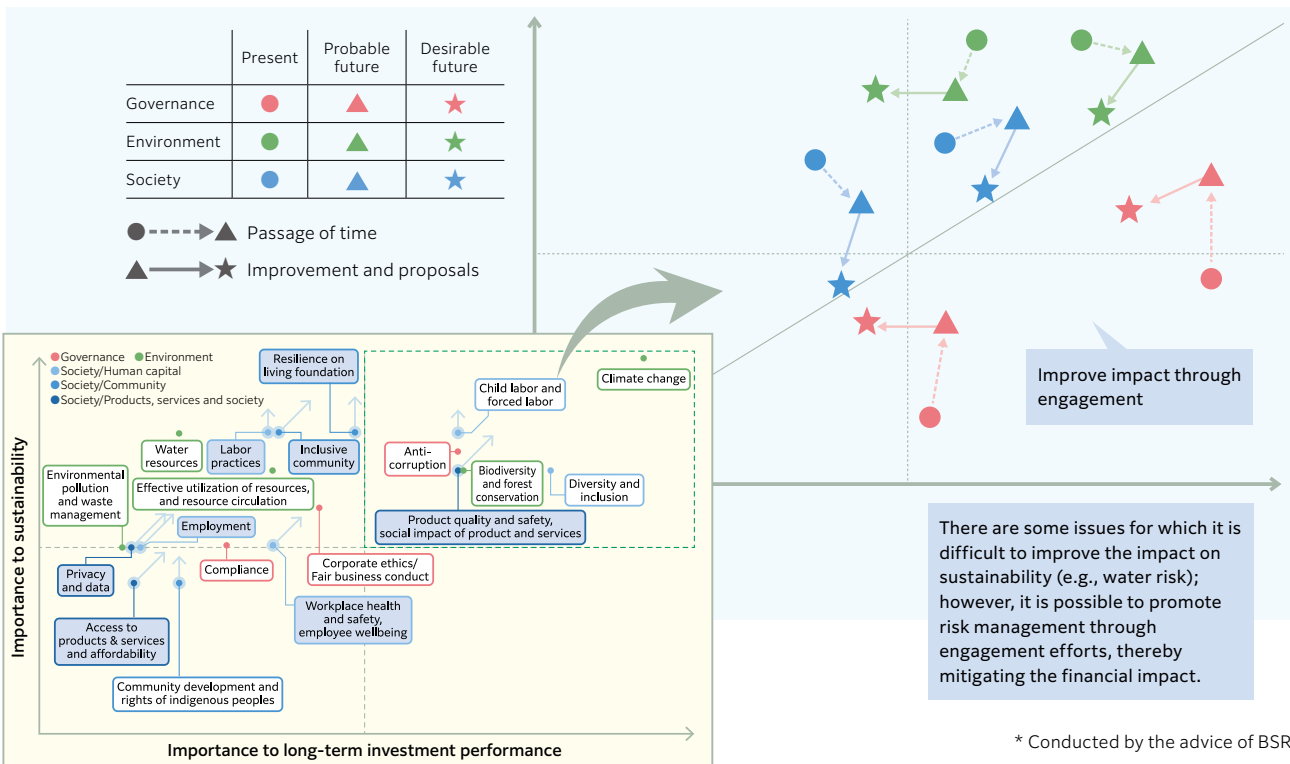 Present
Probable
future
Desirable
future
Governance
Environment
Society
Passage of time
Improvement and proposals
Improve impact through
engagement
There are some issues for which it is
difficult to improve the impact on
sustainability (e.g., water risk);
however, it is possible to promote
risk management through
engagement efforts, thereby
mitigating the financial impact.
* Conducted by the advice of BSR
Importance to sustainability
Governance
Environment
Society/Human capital
Society/Community
Society/Products, services and society
Resilience on
living foundation
Climate change
Child labor and
forced labor
Water
resources
Labor
practices
Inclusive
community
Anti-
corruption
Environmental
pollution
and waste
management
Effective utilization of resources,
and resource circulation
Biodiversity
and forest
conservation
Diversity and
inclusion
Employment
Product quality and safety,
social impact of product and services
Privacy
and data
Compliance
Corporate ethics/
Fair business conduct
Workplace health
and safety,
employee wellbeing
Access to
products & services
and affordability
Community development and
rights of indigenous peoples
Importance to long-term investment performance